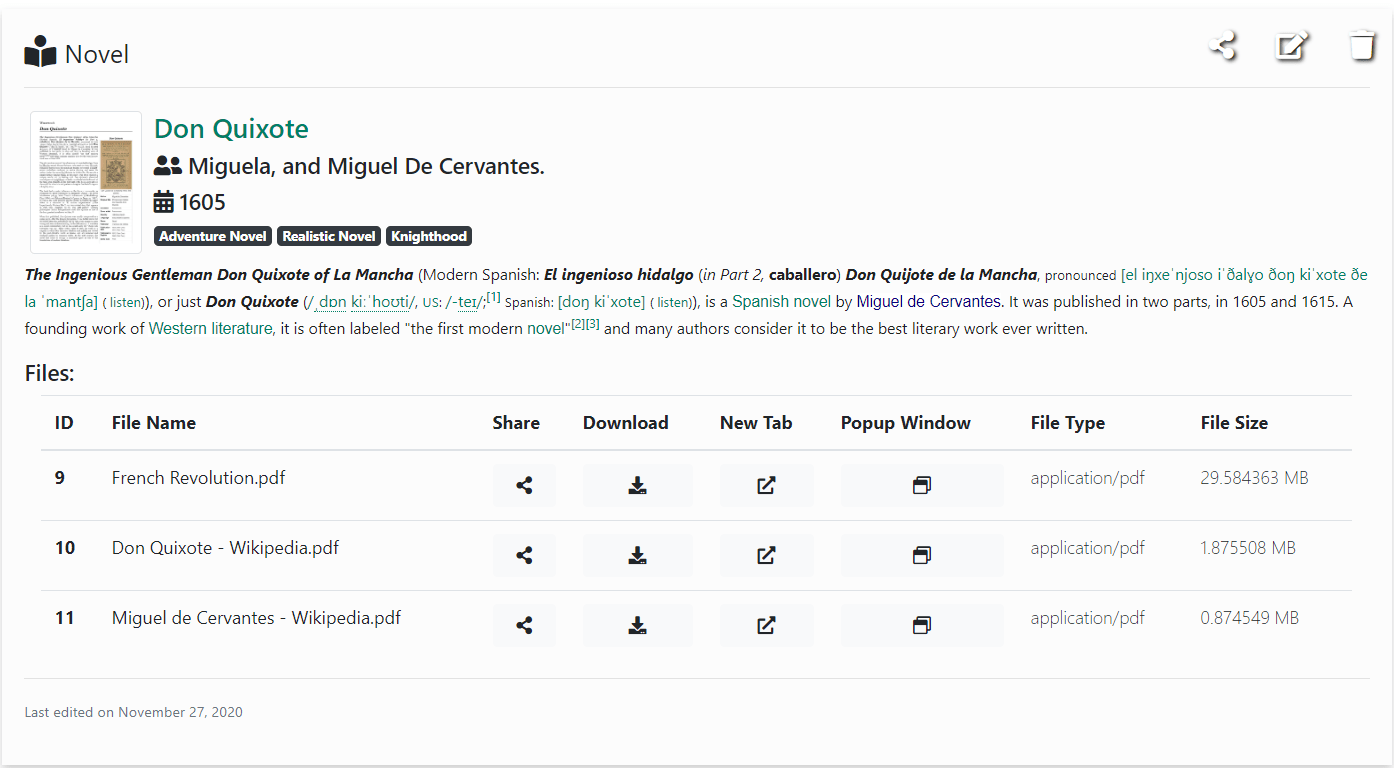 Novel
Don Quixote
Miguela, and Miguel De Cervantes.
1605
Adventure Novel Realistic Novel Knighthood
The Ingenious Gentleman Don Quixote of La Mancha (Modern Spanish: El ingenioso hidalgo (in Part 2, caballero) Don Quijote de la Mancha, pronounced [el iŋxeˈnjoso iˈðalɣo ðoŋ kiˈxote ðe
la ˈmantʃa] ( listen)), or just Don Quixote (/ˌdɒn kiːˈhoʊti/, US: /-teɪ/;[1] Spanish: [doŋ kiˈxote] ( listen)), is a Spanish novel by Miguel de Cervantes. It was published in two parts, in 1605 and 1615. A
founding work of Western literature, it is often labeled "the first modern novel"[2][3] and many authors consider it to be the best literary work ever written.
Files:
ID File Name Share Download New Tab Popup Window File Type File Size
9 French Revolution.pdf application/pdf 29.584363 MB
10 Don Quixote - Wikipedia.pdf application/pdf 1.875508 MB
11 Miguel de Cervantes - Wikipedia.pdf application/pdf 0.874549 MB
Last edited on November 27, 2020